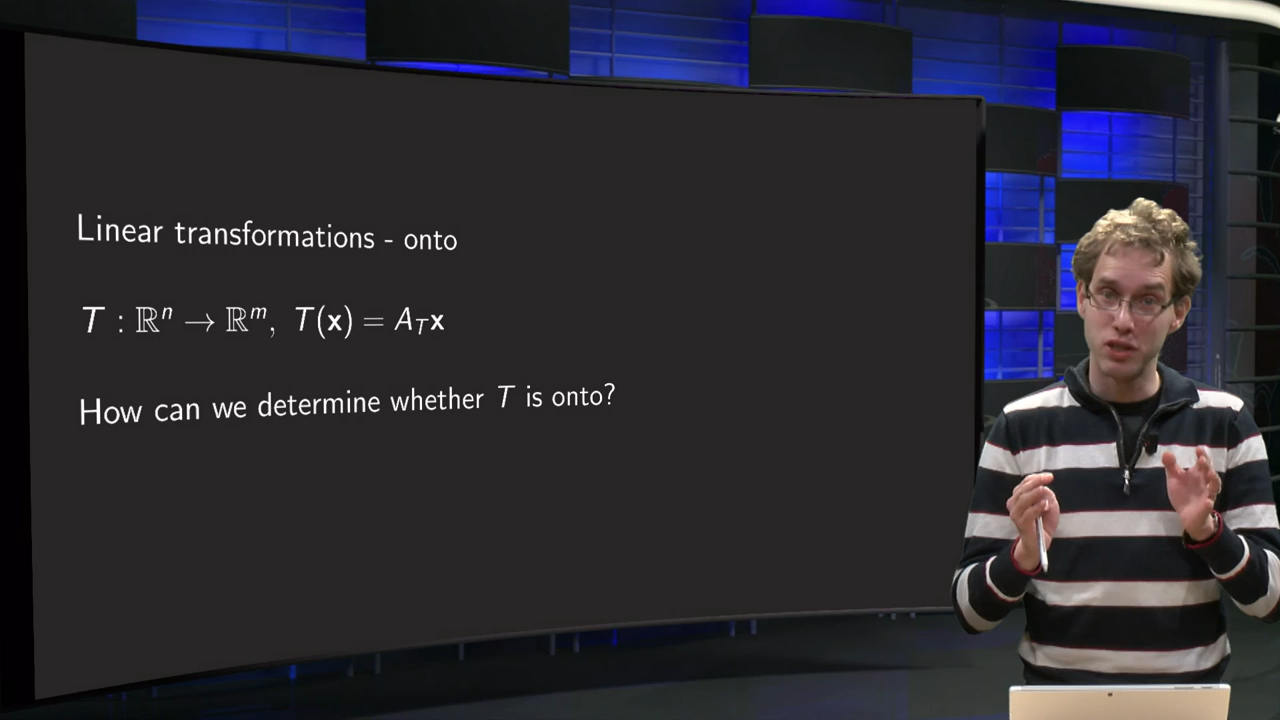 Linear transformations - onto
T : ℝⁿ → ℝᵐ, T(x) = A_T x
How can we determine whether T is onto?